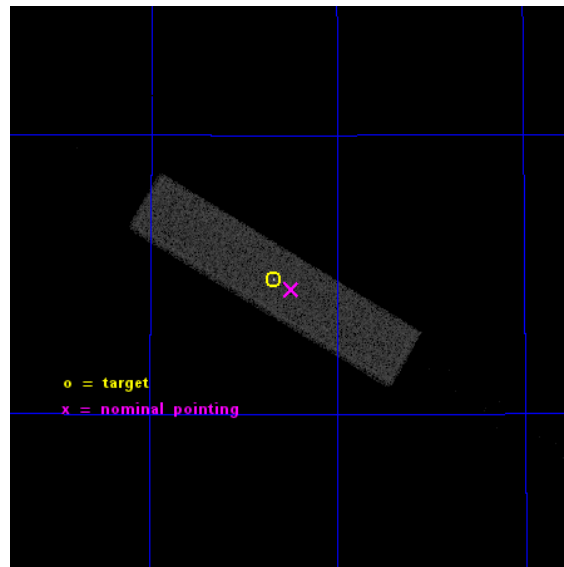 o = target
x = nominal pointing